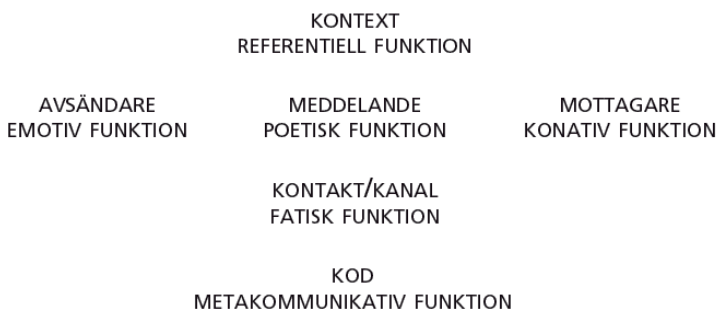 KONTEXT
REFERENTIELL FUNKTION
AVSÄNDARE
EMOTIV FUNKTION
MEDDELANDE
POETISK FUNKTION
MOTTAGARE
KONATIV FUNKTION
KONTAKT/KANAL
FATISK FUNKTION
KOD
METAKOMMUNIKATIV FUNKTION